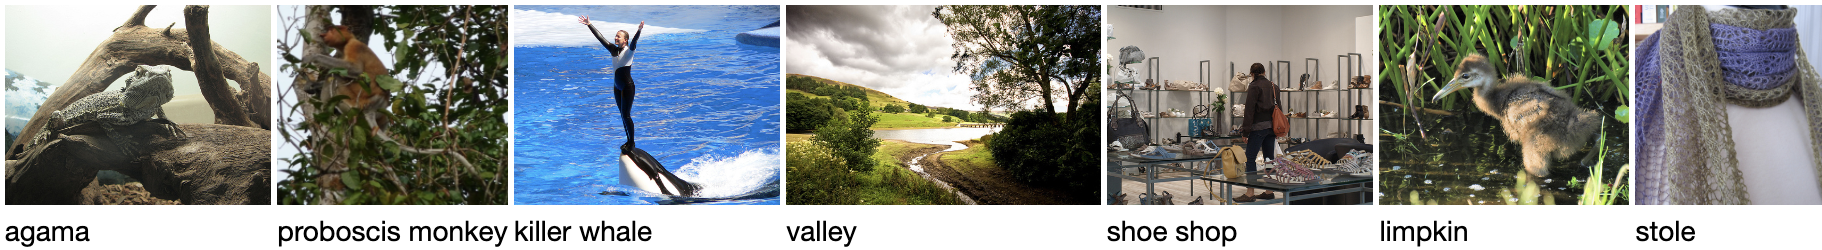 agama
proboscis monkey
killer whale
valley
shoe shop
limpkin
stole